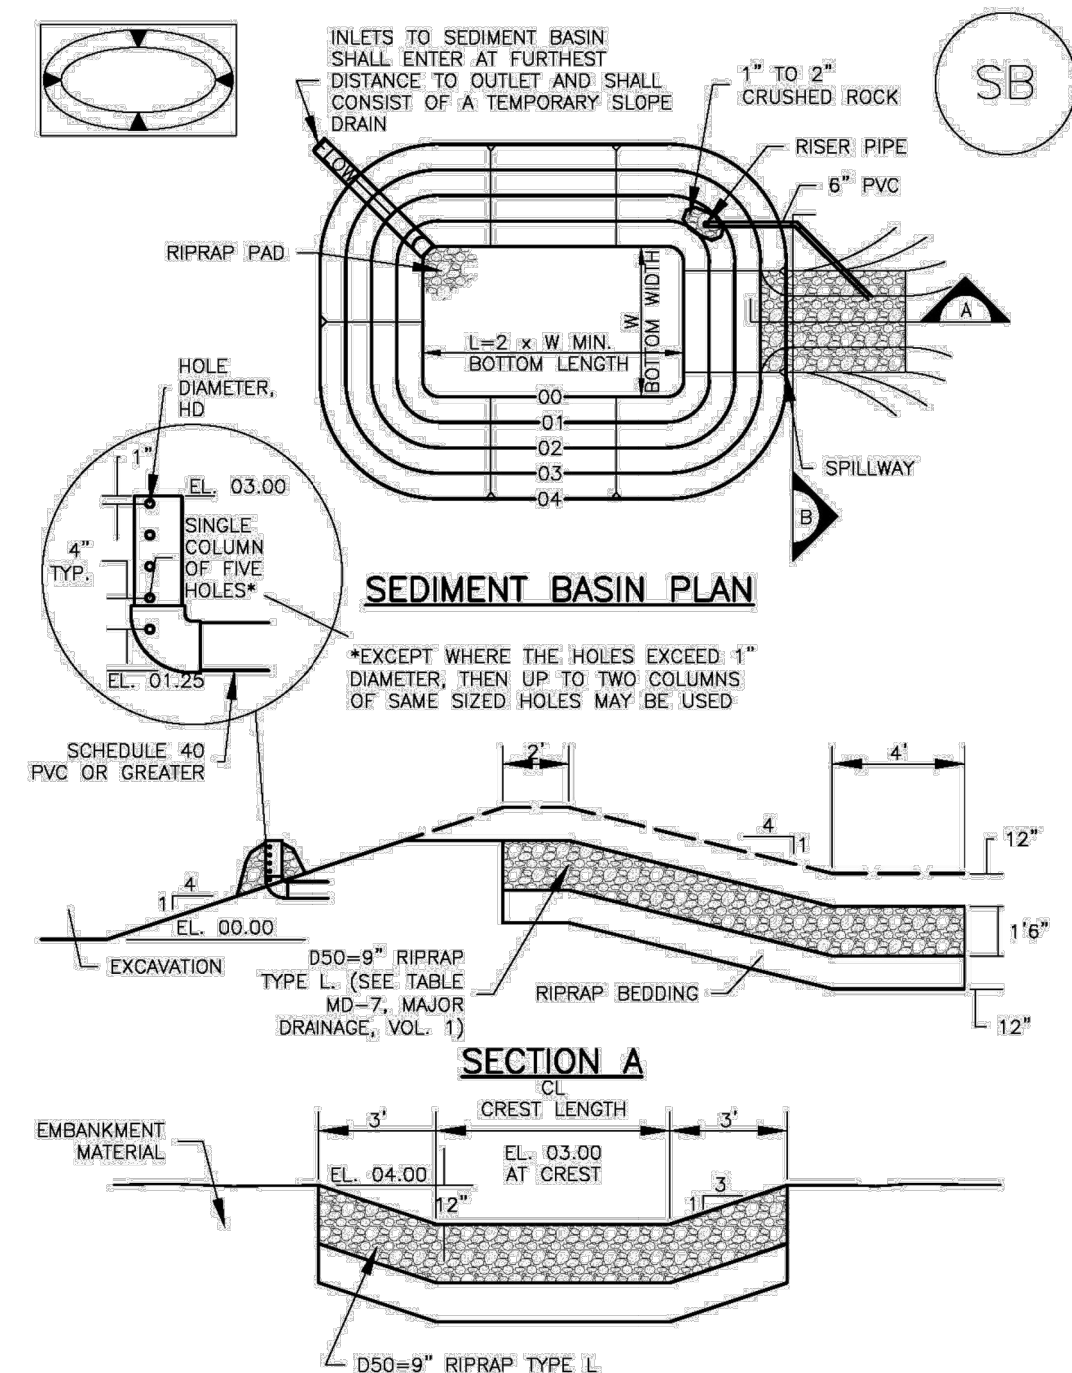 INLETS TO SEDIMENT BASIN
SHALL ENTER AT FURTHEST
DISTANCE TO OUTLET AND SHALL
CONSIST OF A TEMPORARY SLOPE
DRAIN
1" TO 2"
CRUSHED ROCK
SB
RISER PIPE
6" PVC
FLOW
RIPRAP PAD
A
W
BOTTOM WIDTH
L=2 x W MIN.
BOTTOM LENGTH
00
01
02
03
04
SPILLWAY
B
HOLE
DIAMETER,
HD
1"
EL. 03.00
4"
TYP.
SINGLE
COLUMN
OF FIVE
HOLES*
EL. 01.25
SEDIMENT BASIN PLAN
*EXCEPT WHERE THE HOLES EXCEED 1"
DIAMETER, THEN UP TO TWO COLUMNS
OF SAME SIZED HOLES MAY BE USED
SCHEDULE 40
PVC OR GREATER
2'
4'
4
1
12"
4
1
EL. 00.00
EXCAVATION
1'6"
D50=9" RIPRAP
TYPE L. (SEE TABLE
MD-7, MAJOR
DRAINAGE, VOL. 1)
RIPRAP BEDDING
12"
SECTION A
CL
CREST LENGTH
3'
3'
EMBANKMENT
MATERIAL
EL. 04.00
EL. 03.00
AT CREST
12"
3
1
D50=9" RIPRAP TYPE L